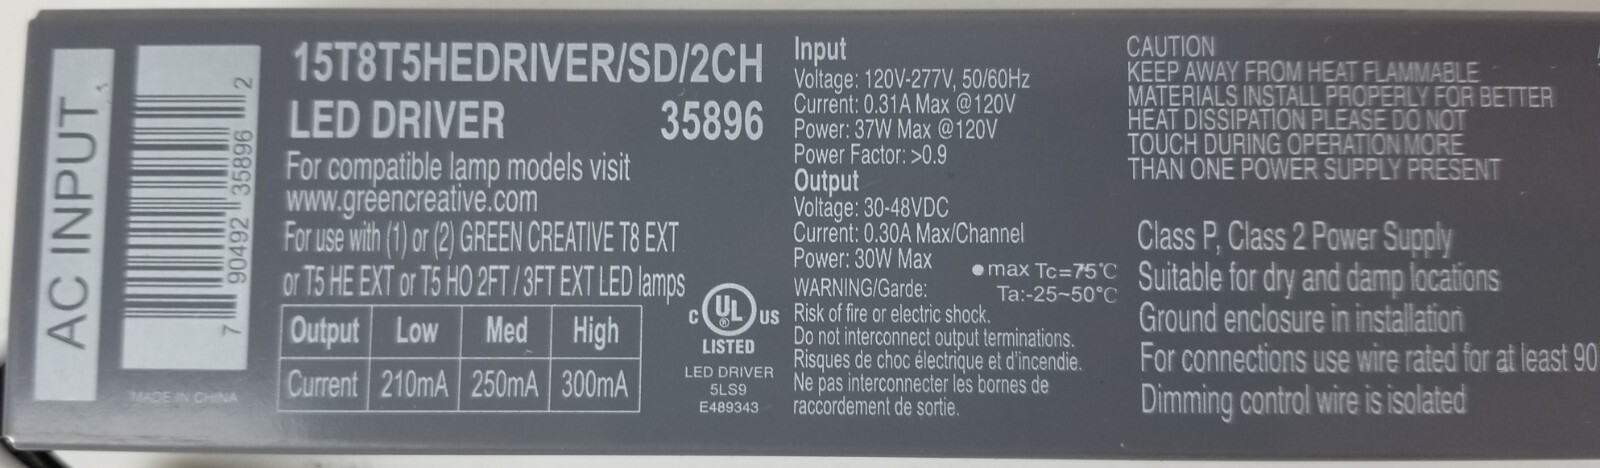 AC INPUT
7 90492 35896 2
MADE IN CHINA
15T8T5HEDRIVER/SD/2CH
LED DRIVER 35896
For compatible lamp models visit
www.greencreative.com
For use with (1) or (2) GREEN CREATIVE T8 EXT
or T5 HE EXT or T5 HO 2FT / 3FT EXT LED lamps
Output Low Med High
Current 210mA 250mA 300mA
C UL ® US
LISTED
LED DRIVER
5LS9
E489343
Input
Voltage: 120V-277V, 50/60Hz
Current: 0.31A Max @120V
Power: 37W Max @120V
Power Factor: >0.9
Output
Voltage: 30-48VDC
Current: 0.30A Max/Channel
Power: 30W Max
max Tc=75℃
Ta:-25~50℃
WARNING/Garde:
Risk of fire or electric shock.
Do not interconnect output terminations.
Risques de choc électrique et d'incendie.
Ne pas interconnecter les bornes de
raccordement de sortie.
CAUTION
KEEP AWAY FROM HEAT FLAMMABLE
MATERIALS INSTALL PROPERLY FOR BETTER
HEAT DISSIPATION PLEASE DO NOT
TOUCH DURING OPERATION MORE
THAN ONE POWER SUPPLY PRESENT
Class P, Class 2 Power Supply
Suitable for dry and damp locations
Ground enclosure in installation
For connections use wire rated for at least 90
Dimming control wire is isolated